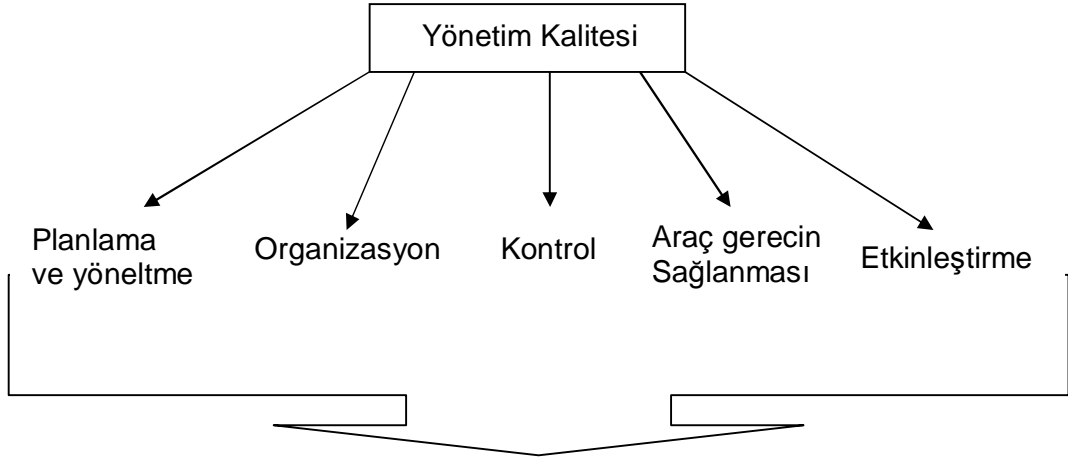 Yönetim Kalitesi
Planlama
ve yöneltme
Organizasyon
Kontrol
Araç gerecin
Sağlanması
Etkinleştirme